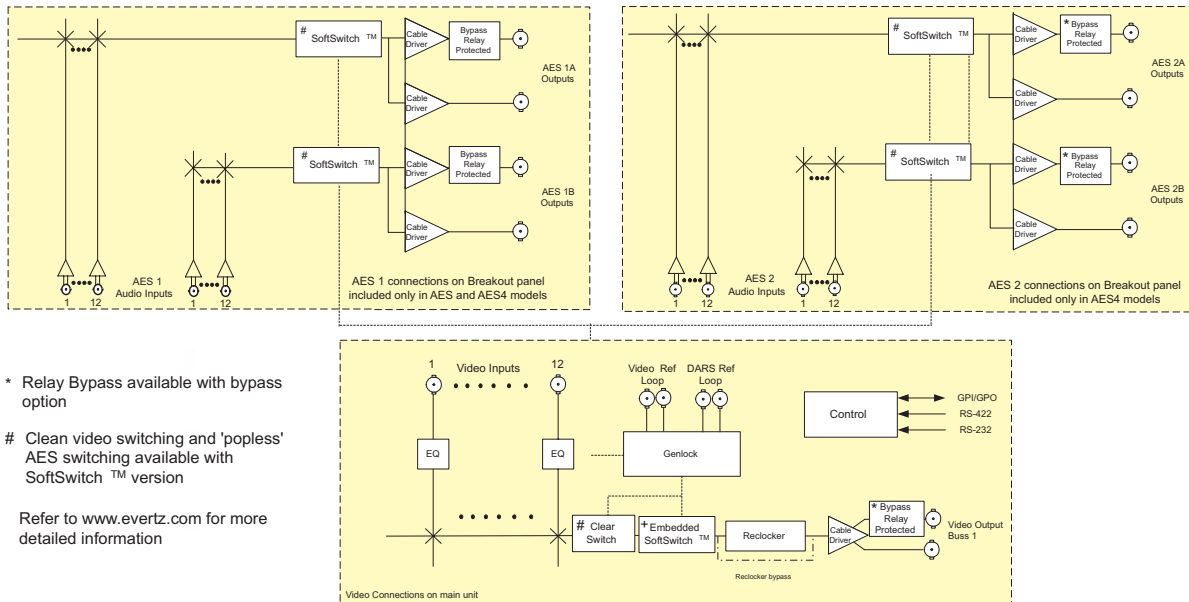 # SoftSwitch TM
Cable Driver
Bypass Relay Protected
AES 1A Outputs
Cable Driver
# SoftSwitch TM
Cable Driver
Bypass Relay Protected
AES 1B Outputs
Cable Driver
AES 1 Audio Inputs
1 12
1 12
AES 1 connections on Breakout panel
included only in AES and AES4 models
# SoftSwitch TM
Cable Driver
* Bypass Relay Protected
AES 2A Outputs
Cable Driver
# SoftSwitch TM
Cable Driver
* Bypass Relay Protected
AES 2B Outputs
Cable Driver
AES 2 Audio Inputs
1 12
1 12
AES 2 connections on Breakout panel
included only in AES4 models
* Relay Bypass available with bypass
option
# Clean video switching and 'popless'
AES switching available with
SoftSwitch TM version
Refer to www.evertz.com for more
detailed information
1 Video Inputs 12
EQ
EQ
Video Ref Loop
DARS Ref Loop
Genlock
Control
GPI/GPO
RS-422
RS-232
# Clear Switch
+ Embedded SoftSwitch TM
Reclocker
Reclocker bypass
Cable Driver
* Bypass Relay Protected
Video Output Buss 1
Video Connections on main unit